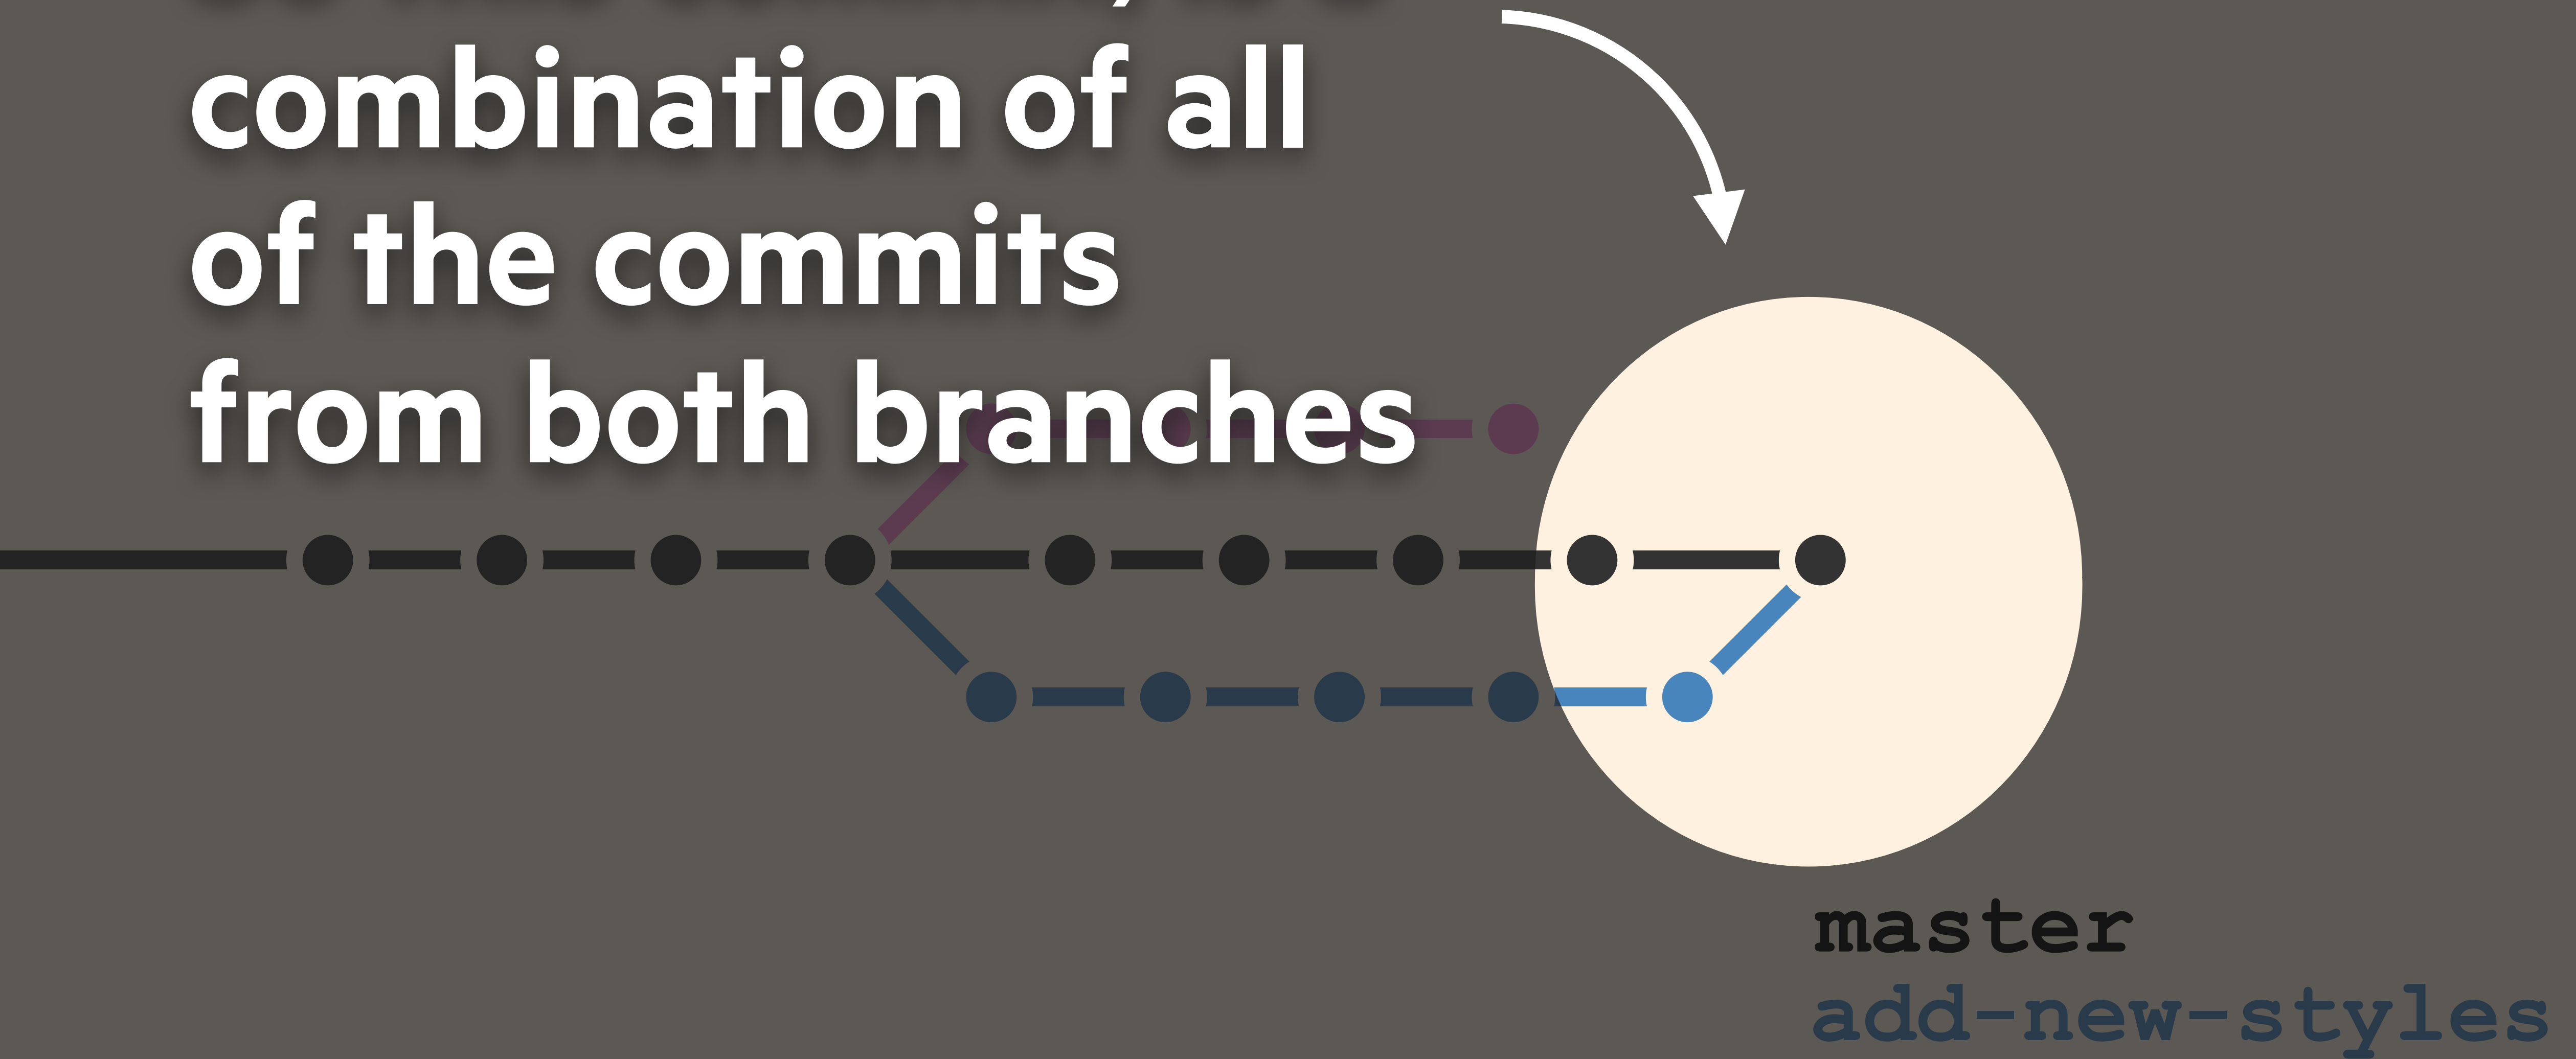 combination of all
of the commits
from both branches
master
add-new-styles